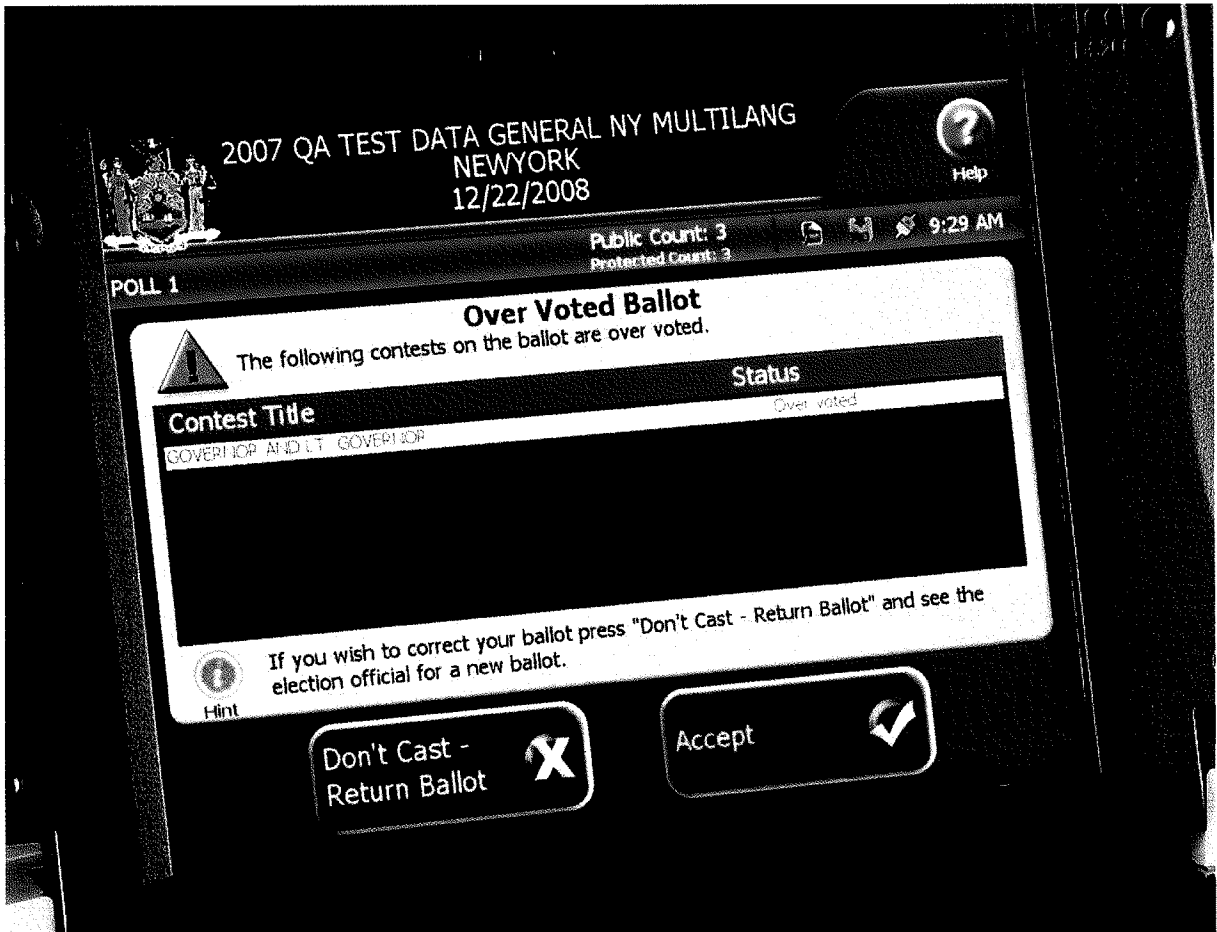 2007 QA TEST DATA GENERAL NY MULTILANG
NEWYORK
12/22/2008
Help
POLL 1
Public Count: 3
Protected Count: 3
9:29 AM
Over Voted Ballot
The following contests on the ballot are over voted.
Contest Title Status
GOVERNOR AND LT. GOVERNOR Over voted
If you wish to correct your ballot press "Don't Cast - Return Ballot" and see the
election official for a new ballot.
Hint
Don't Cast -
Return Ballot
Accept